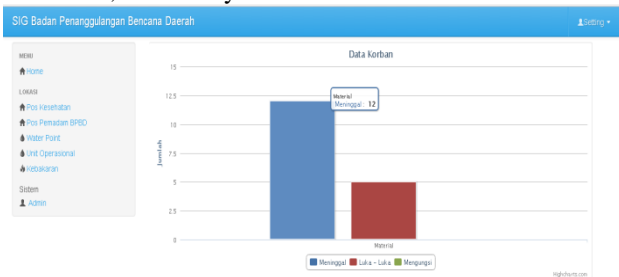 SIG Badan Penanggulangan Bencana Daerah
Setting
MENU
Home
LOKASI
Pos Kesehatan
Pos Pemadam BPBD
Water Point
Unit Operasional
Kebakaran
Sistem
Admin
Data Korban
15
12.5
10
7.5
5
2.5
0
Jumlah
Material
Meninggal: 12
Material
Meninggal Luka - Luka Mengungsi
Highcharts.com